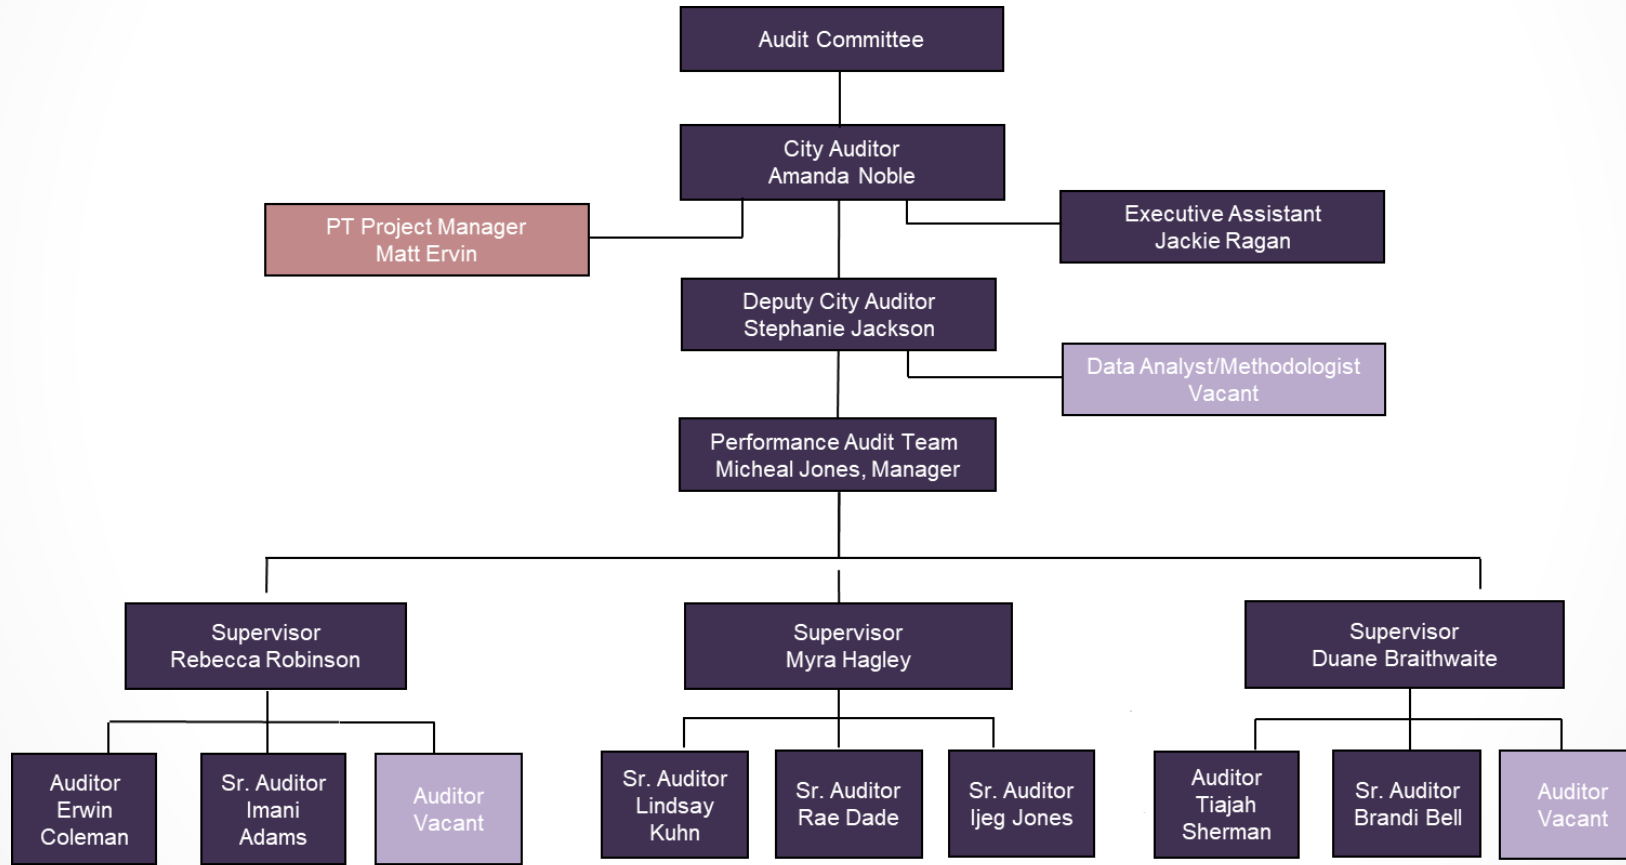 Audit Committee
City Auditor
Amanda Noble
PT Project Manager
Matt Ervin
Executive Assistant
Jackie Ragan
Deputy City Auditor
Stephanie Jackson
Data Analyst/Methodologist
Vacant
Performance Audit Team
Micheal Jones, Manager
Supervisor
Rebecca Robinson
Supervisor
Myra Hagley
Supervisor
Duane Braithwaite
Auditor
Erwin
Coleman
Sr. Auditor
Imani
Adams
Auditor
Vacant
Sr. Auditor
Lindsay
Kuhn
Sr. Auditor
Rae Dade
Sr. Auditor
Ijeg Jones
Auditor
Tiajah
Sherman
Sr. Auditor
Brandi Bell
Auditor
Vacant